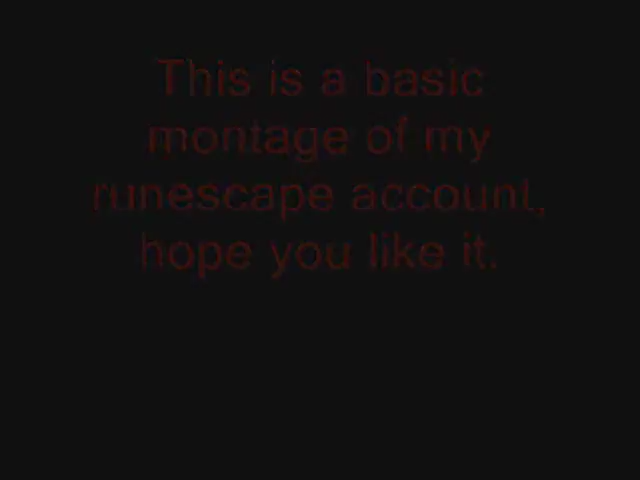 This is a basic
montage of my
runescape account,
hope you like it.